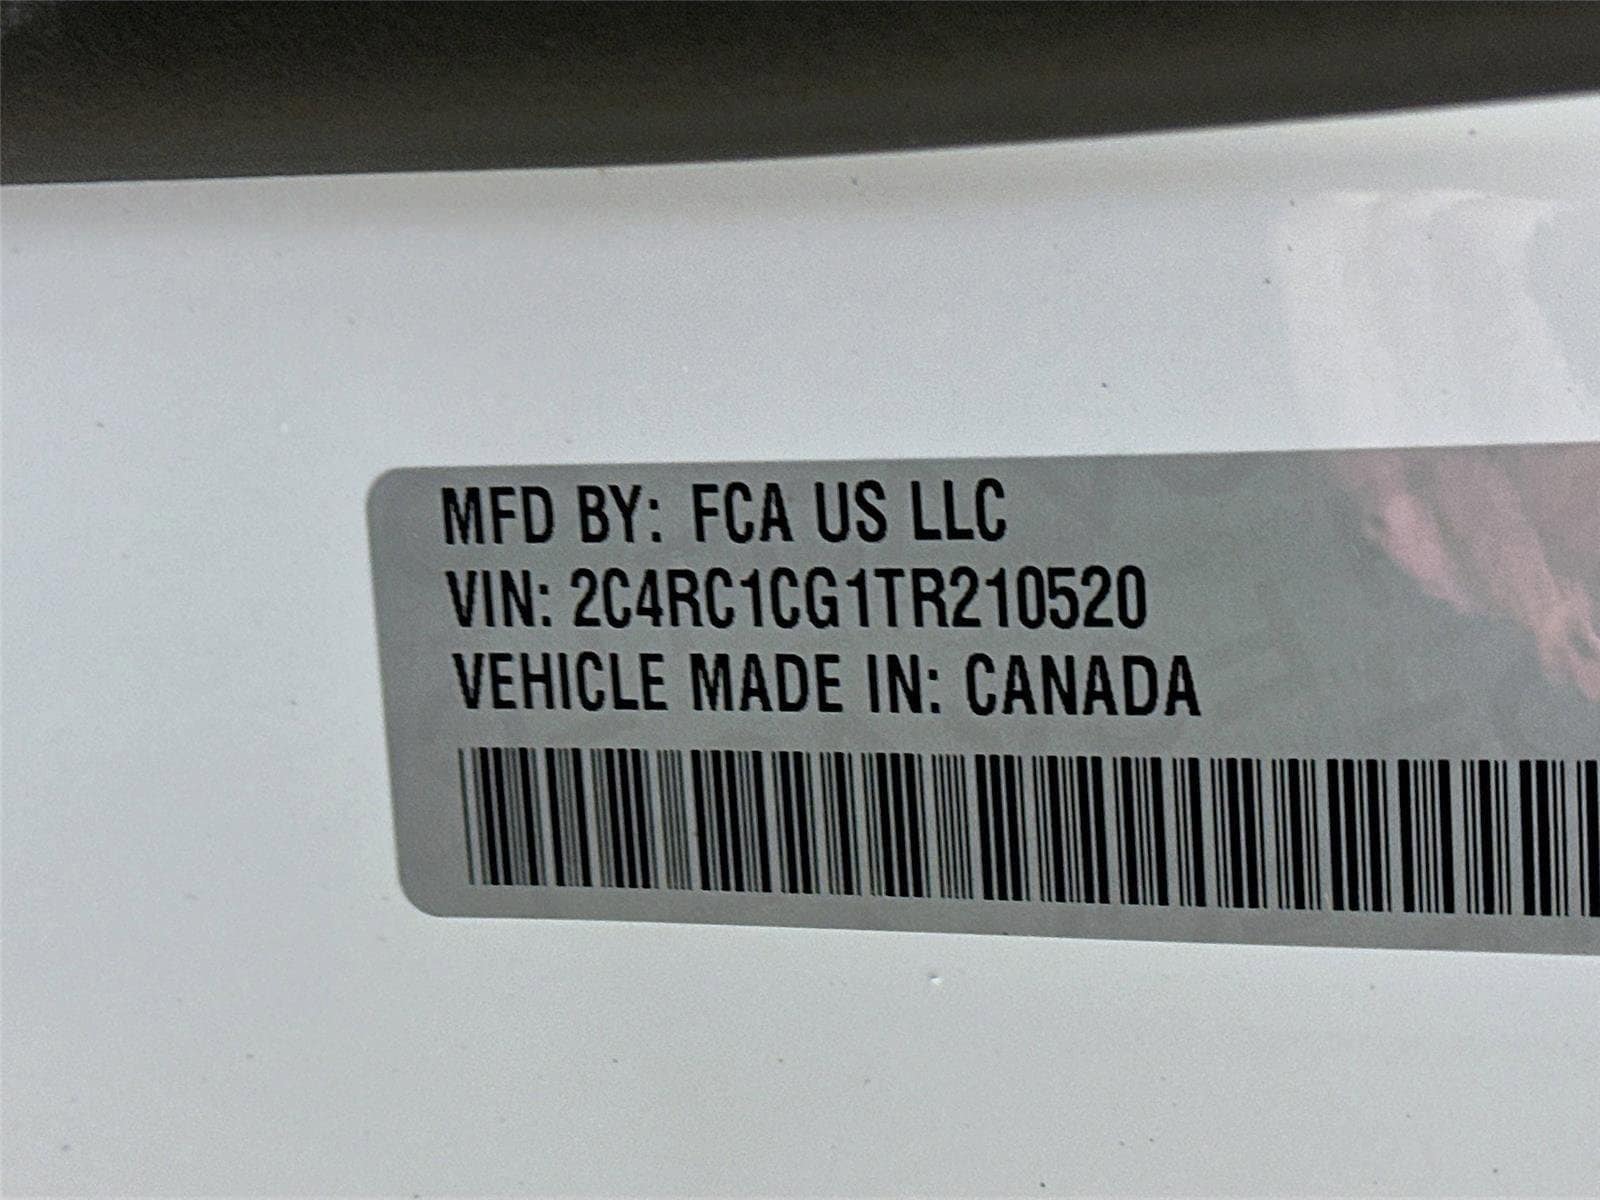 MFD BY: FCA US LLC
VIN: 2C4RC1CG1TR210520
VEHICLE MADE IN: CANADA